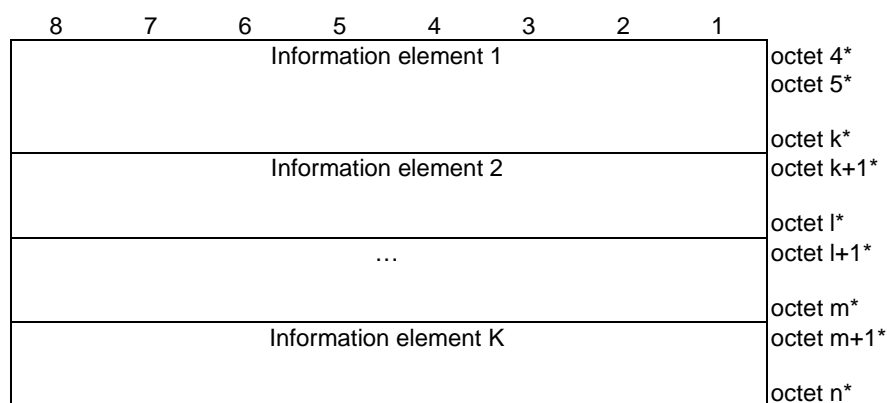 8 7 6 5 4 3 2 1
Information element 1 octet 4*
octet 5*
octet k*
Information element 2 octet k+1*
octet l*
… octet l+1*
octet m*
Information element K octet m+1*
octet n*